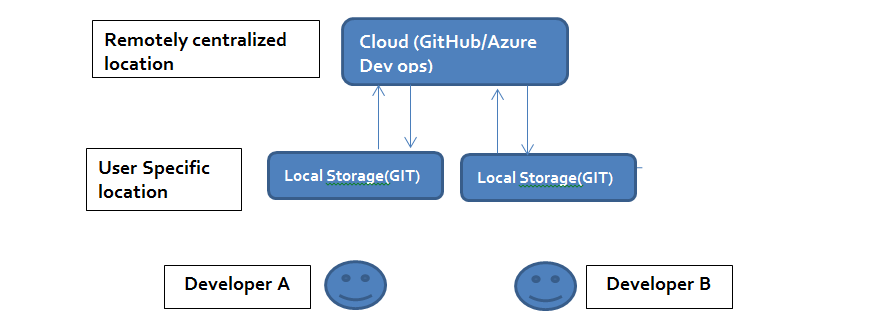 Remotely centralized
location
Cloud (GitHub/Azure
Dev ops)
User Specific
location
Local Storage(GIT)
Local Storage(GIT)
Developer A
Developer B